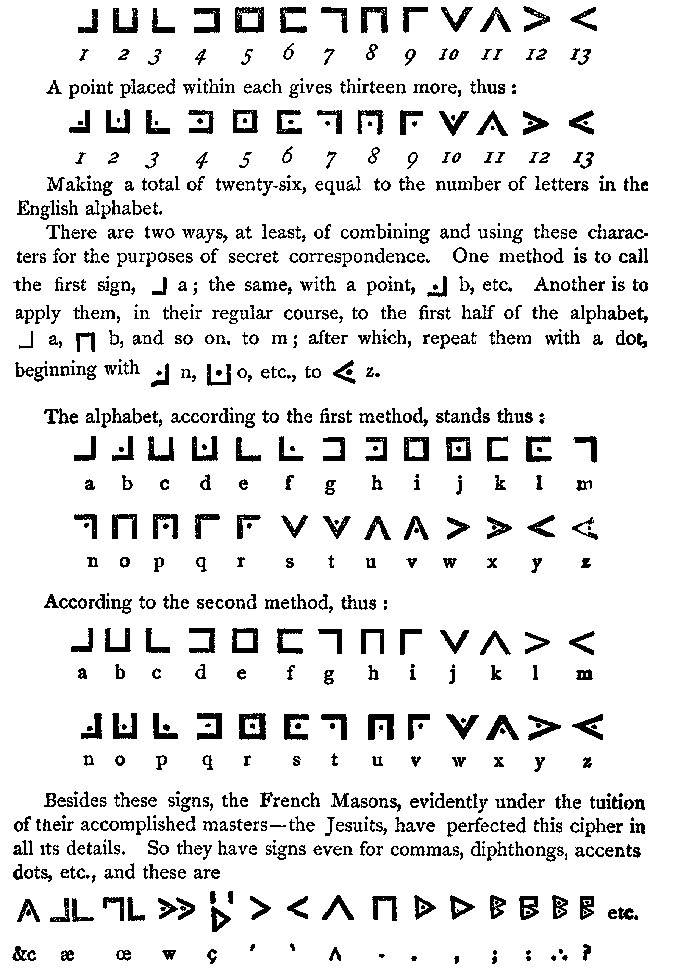 1 2 3 4 5 6 7 8 9 10 11 12 13
A point placed within each gives thirteen more, thus :
1 2 3 4 5 6 7 8 9 10 11 12 13
Making a total of twenty-six, equal to the number of letters in the
English alphabet.
There are two ways, at least, of combining and using these charac-
ters for the purposes of secret correspondence. One method is to call
the first sign, a ; the same, with a point, b, etc. Another is to
apply them, in their regular course, to the first half of the alphabet,
a, b, and so on. to m ; after which, repeat them with a dot,
beginning with n, o, etc., to z.
The alphabet, according to the first method, stands thus :
a b c d e f g h i j k l m
n o p q r s t u v w x y z
According to the second method, thus :
a b c d e f g h i j k l m
n o p q r s t u v w x y z
Besides these signs, the French Masons, evidently under the tuition
of their accomplished masters—the Jesuits, have perfected this cipher in
all its details. So they have signs even for commas, diphthongs, accents
dots, etc., and these are
etc.
&c æ œ w ç ′ ‵ ʌ - . , ; : ∴ ?